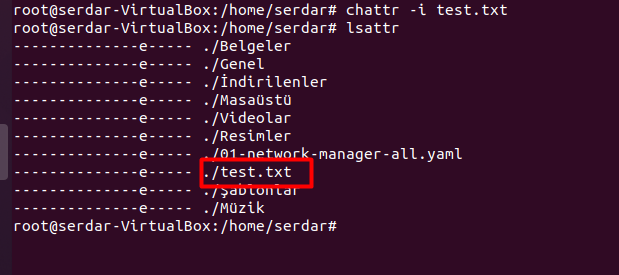 root@serdar-VirtualBox:/home/serdar# chattr -i test.txt
root@serdar-VirtualBox:/home/serdar# lsattr
--------------e----- ./Belgeler
--------------e----- ./Genel
--------------e----- ./İndirilenler
--------------e----- ./Masaüstü
--------------e----- ./Videolar
--------------e----- ./Resimler
--------------e----- ./01-network-manager-all.yaml
--------------e----- ./test.txt
--------------e----- ./Şablonlar
--------------e----- ./Müzik
root@serdar-VirtualBox:/home/serdar#